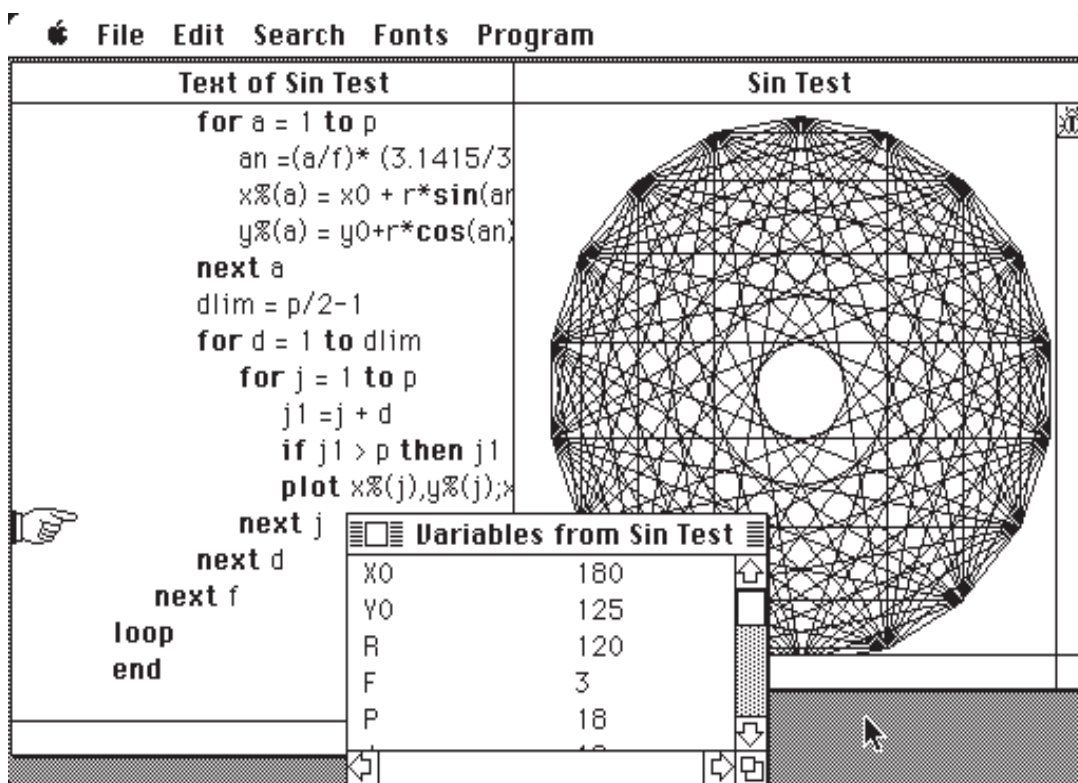 File Edit Search Fonts Program
Text of Sin Test
for a = 1 to p
an =(a/f)* (3.1415/3
x%(a) = x0 + r*sin(an
y%(a) = y0+r*cos(an)
next a
dlim = p/2-1
for d = 1 to dlim
for j = 1 to p
j1 =j + d
if j1 > p then j1
plot x%(j),y%(j);x
next j
next d
next f
loop
end
Sin Test
Variables from Sin Test
X0 180
Y0 125
R 120
F 3
P 18